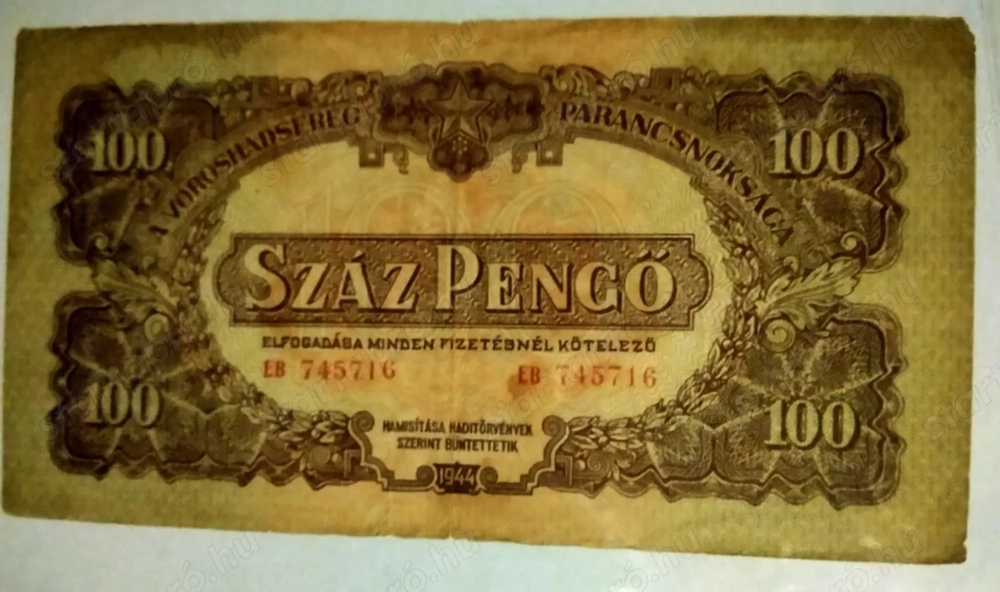 A VÖRÖSHADSEREG PARANCSNOKSÁGA
100 100
SZÁZ PENGŐ
ELFOGADÁSA MINDEN FIZETÉSNÉL KÖTELEZŐ
EB 745716 EB 745716
100 100
HAMISÍTÁSA HADITÖRVÉNYEK
SZERINT BÜNTETTETIK
1944